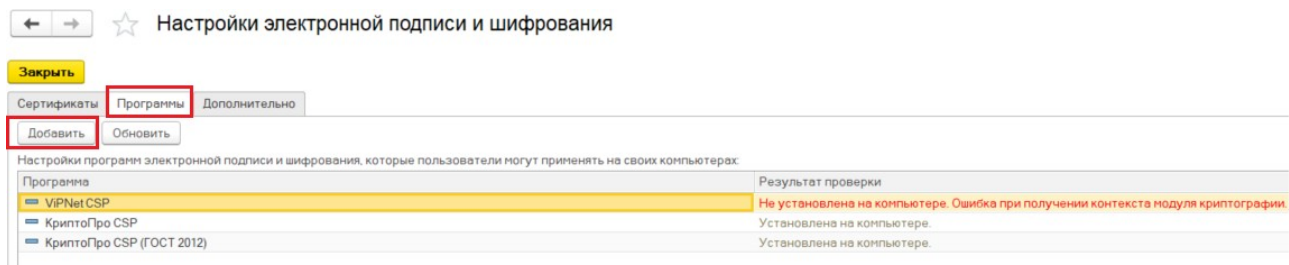 Настройки электронной подписи и шифрования
Закрыть
Сертификаты Программы Дополнительно
Добавить Обновить
Настройки программ электронной подписи и шифрования, которые пользователи могут применять на своих компьютерах:
Программа Результат проверки
ViPNet CSP Не установлена на компьютере. Ошибка при получении контекста модуля криптографии.
КриптоПро CSP Установлена на компьютере.
КриптоПро CSP (ГОСТ 2012) Установлена на компьютере.